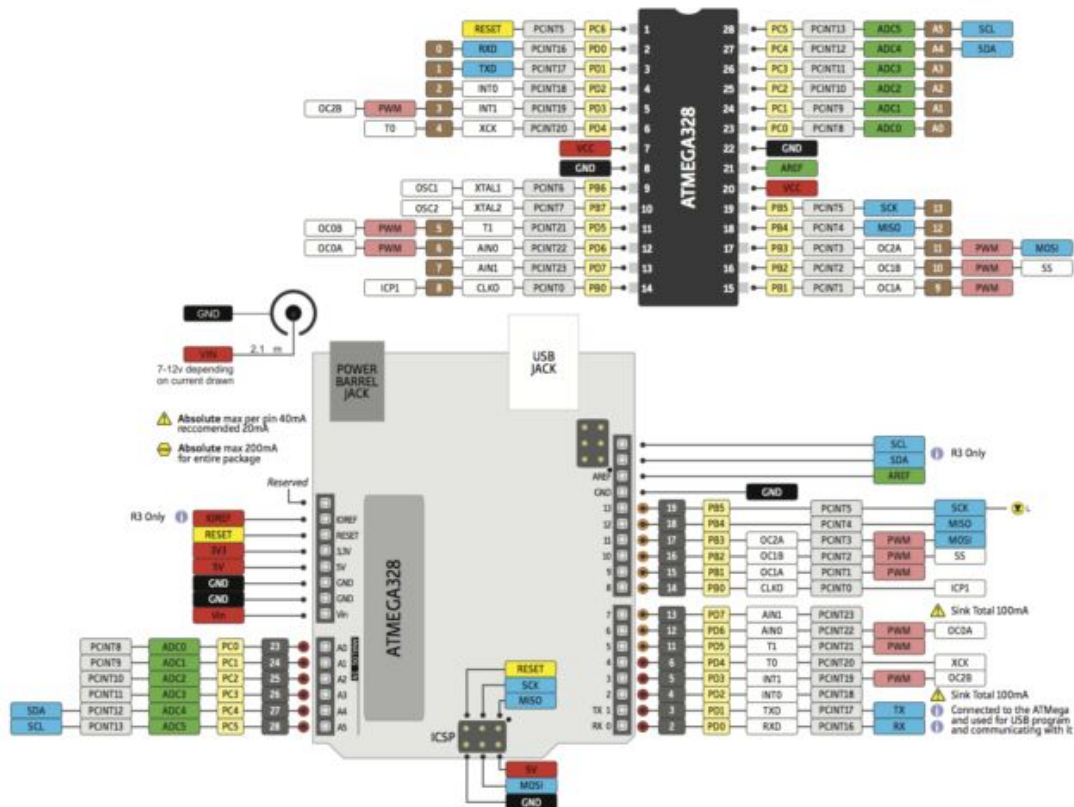 RESET PCINT5 PC6 1 28 PC5 PCINT13 ADC5 A5 SCL
0 RXD PCINT16 PD0 2 27 PC4 PCINT12 ADC4 A4 SDA
1 TXD PCINT17 PD1 3 26 PC3 PCINT11 ADC3 A3
2 INT0 PCINT18 PD2 4 25 PC2 PCINT10 ADC2 A2
OC2B PWM 3 INT1 PCINT19 PD3 5 24 PC1 PCINT9 ADC1 A1
T0 4 XCK PCINT20 PD4 6 23 PC0 PCINT8 ADC0 A0
VCC 7 22 GND
GND 8 21 AREF
OSC1 XTAL1 PCINT6 PB6 9 20 VCC
OSC2 XTAL2 PCINT7 PB7 10 19 PB5 PCINT5 SCK 13
OC0B PWM 5 T1 PCINT21 PD5 11 18 PB4 PCINT4 MISO 12
OC0A PWM 6 AIN0 PCINT22 PD6 12 17 PB3 PCINT3 OC2A 11 PWM MOSI
7 AIN1 PCINT23 PD7 13 16 PB2 PCINT2 OC1B 10 PWM SS
ICP1 8 CLKO PCINT0 PB0 14 15 PB1 PCINT1 OC1A 9 PWM
ATMEGA328
GND
VIN 2.1 m
7-12v depending
on current drawn
POWER
BARREL
JACK
USB
JACK
Absolute max per pin 40mA
reccomended 20mA
Absolute max 200mA
for entire package
Reserved
R3 Only IOREF IOREF
RESET RESET
3V3 3.3V
5V 5V
GND GND
GND GND
Vin Vin
PCINT8 ADC0 PC0 23 A0
PCINT9 ADC1 PC1 24 A1
PCINT10 ADC2 PC2 25 A2
PCINT11 ADC3 PC3 26 A3
SDA PCINT12 ADC4 PC4 27 A4
SCL PCINT13 ADC5 PC5 28 A5
ATMEGA328
SCL
SDA R3 Only
AREF AREF
GND GND
13 19 PB5 PCINT5 SCK L
12 18 PB4 PCINT4 MISO
11 17 PB3 OC2A PCINT3 PWM MOSI
10 16 PB2 OC1B PCINT2 PWM SS
9 15 PB1 OC1A PCINT1 PWM
8 14 PB0 CLKO PCINT0 ICP1
7 13 PD7 AIN1 PCINT23 Sink Total 100mA
6 12 PD6 AIN0 PCINT22 PWM OC0A
5 11 PD5 T1 PCINT21 PWM
4 6 PD4 T0 PCINT20 XCK
3 5 PD3 INT1 PCINT19 PWM OC2B
2 4 PD2 INT0 PCINT18 Sink Total 100mA
TX 1 3 PD1 TXD PCINT17 TX Connected to the ATMega
RX 0 2 PD0 RXD PCINT16 RX and used for USB program
and communicating with it
RESET
SCK
MISO
ICSP
5V
MOSI
GND